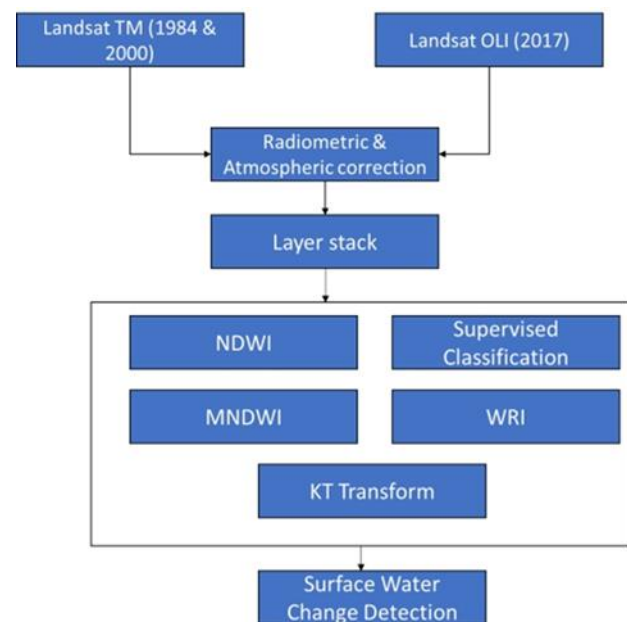 Landsat TM (1984 &
2000)
Landsat OLI (2017)
Radiometric &
Atmospheric correction
Layer stack
NDWI
Supervised
Classification
MNDWI
WRI
KT Transform
Surface Water
Change Detection